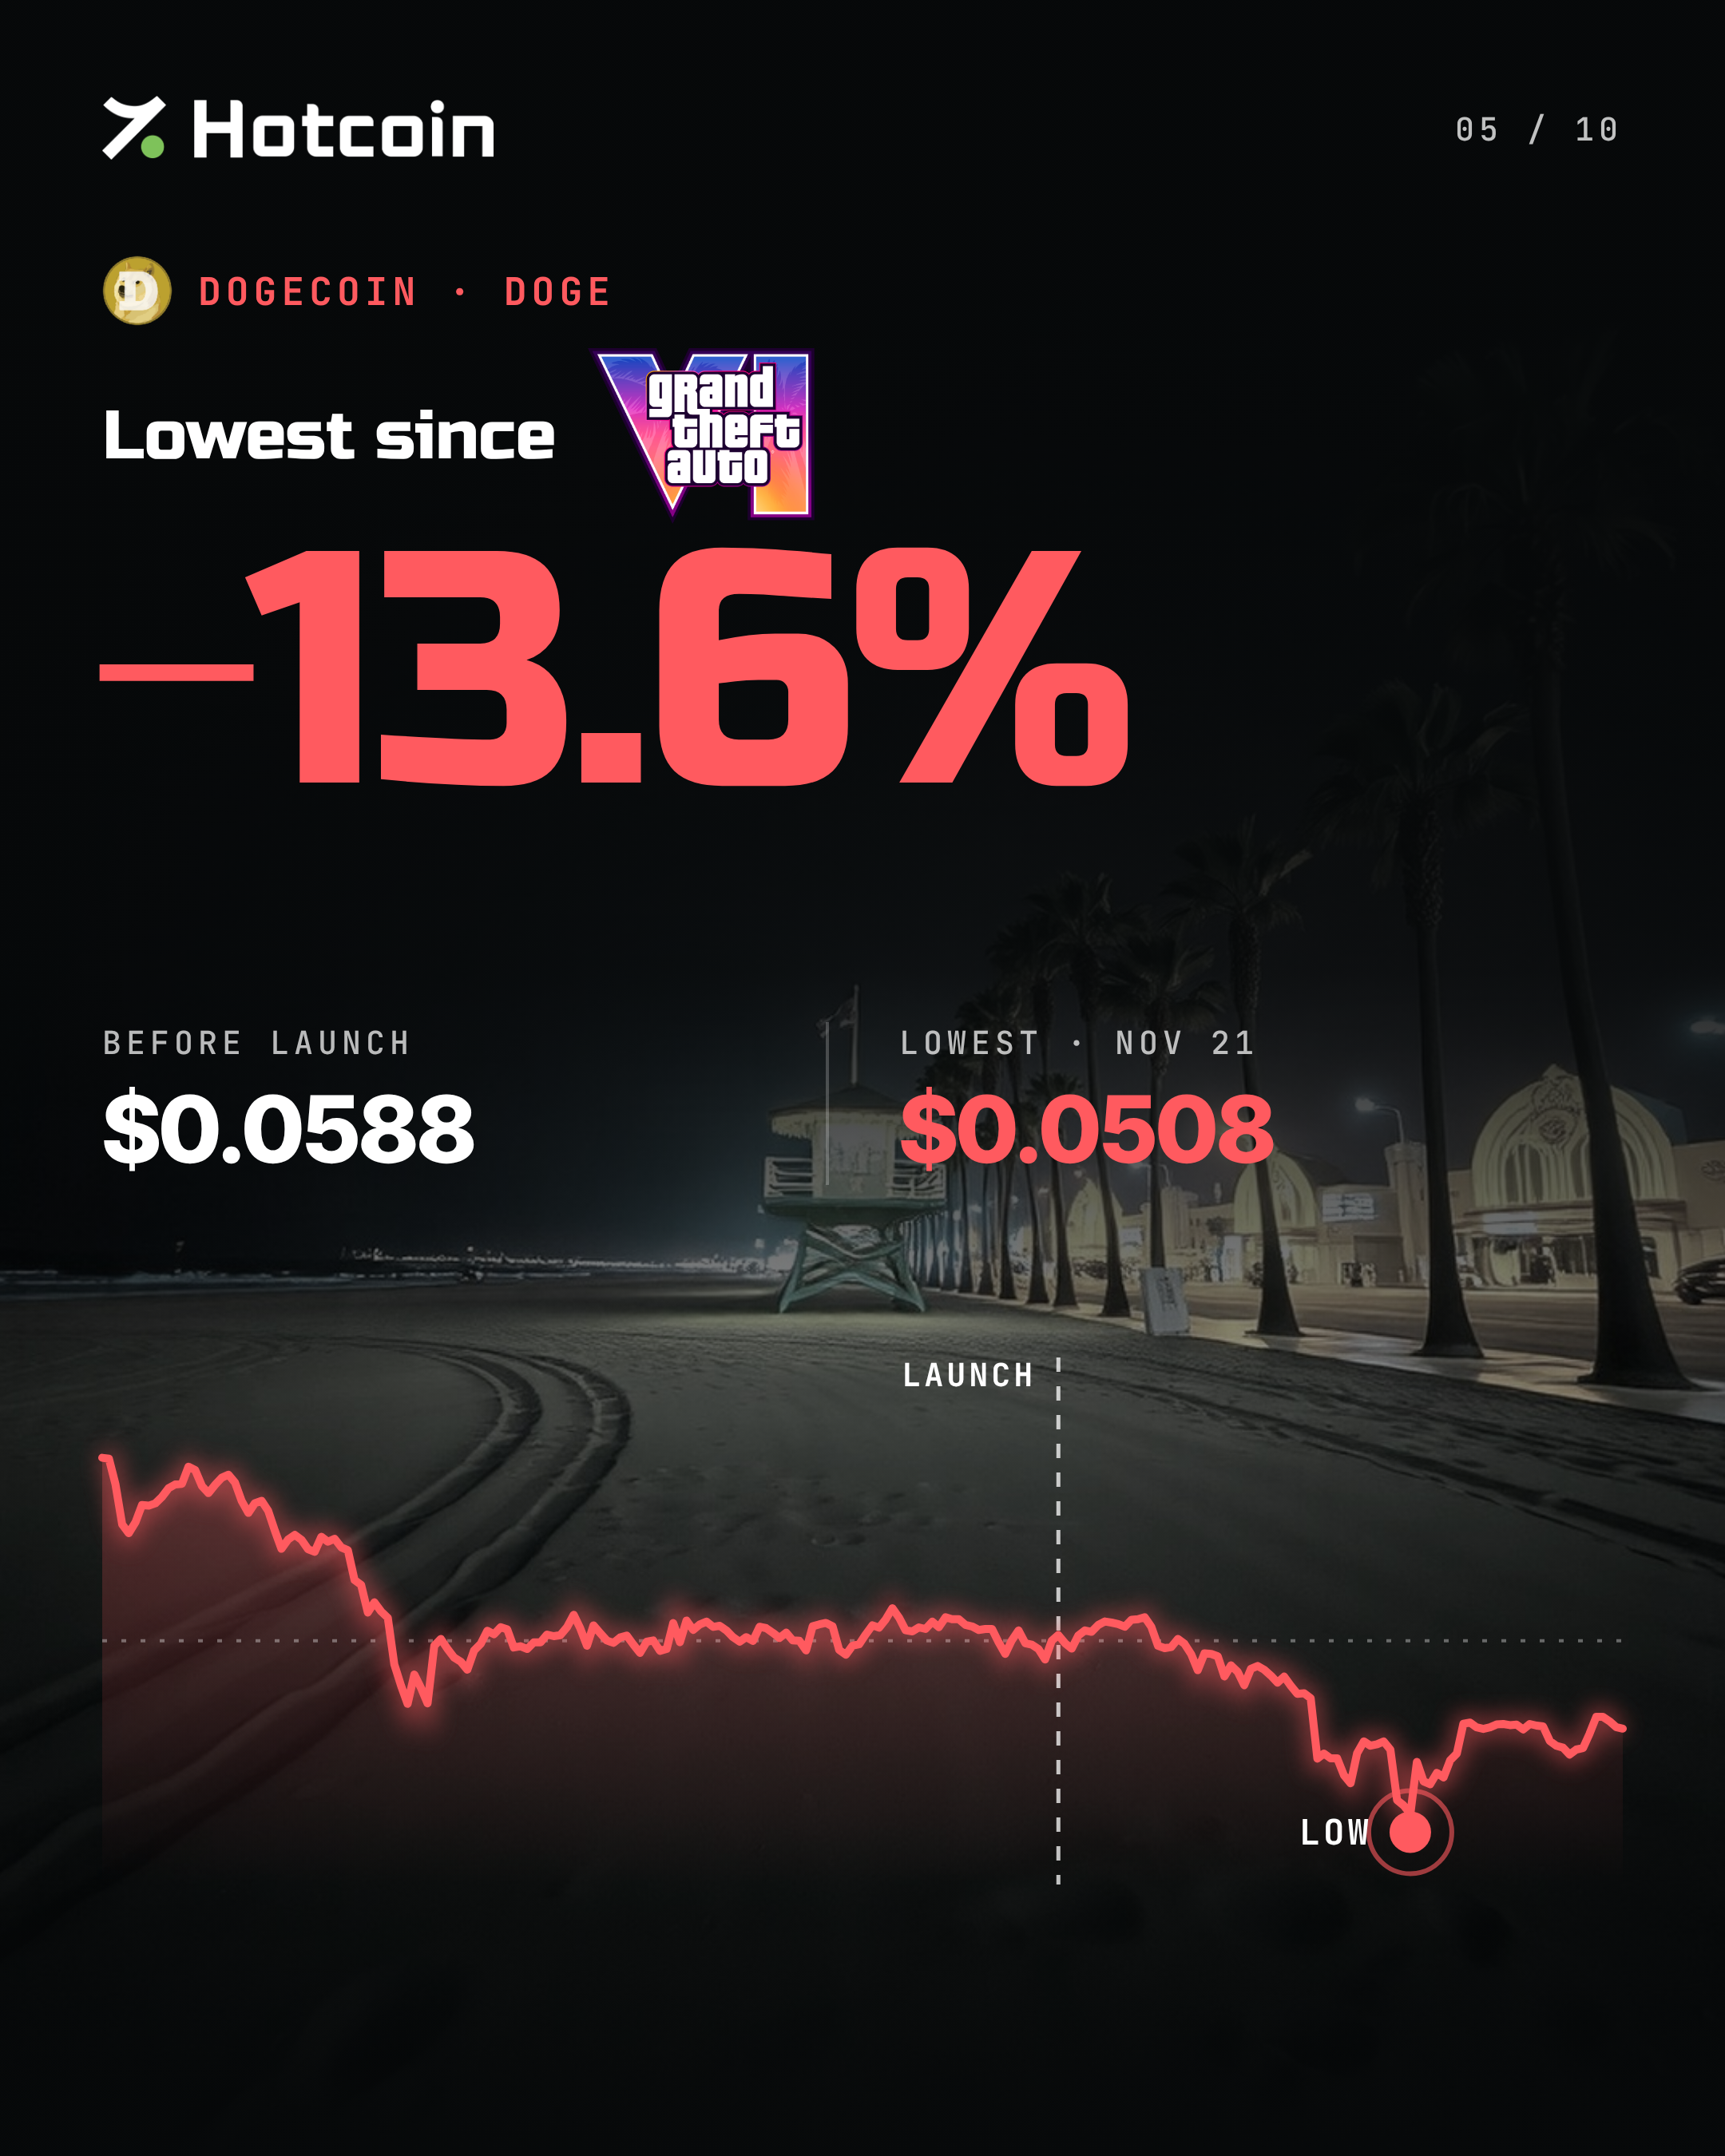 Hotcoin
05 / 10
DOGECOIN · DOGE
Lowest since
VI
grand
theft
auto
–13.6%
BEFORE LAUNCH
$0.0588
LOWEST · NOV 21
$0.0508
LAUNCH
LOW